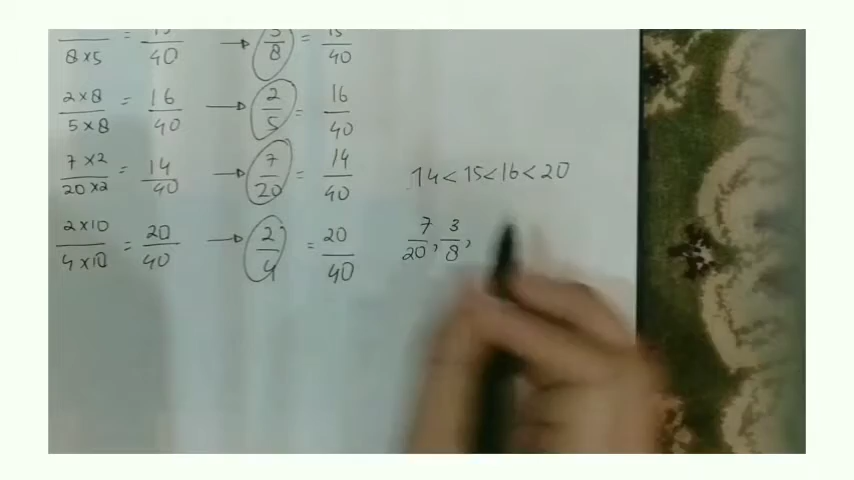 8×5 = 40 → 3/8 = 15/40
2×8/5×8 = 16/40 → 2/5 = 16/40
7×2/20×2 = 14/40 → 7/20 = 14/40
14<15<16<20
2×10/4×10 = 20/40 → 2/4 = 20/40
7/20, 3/8,